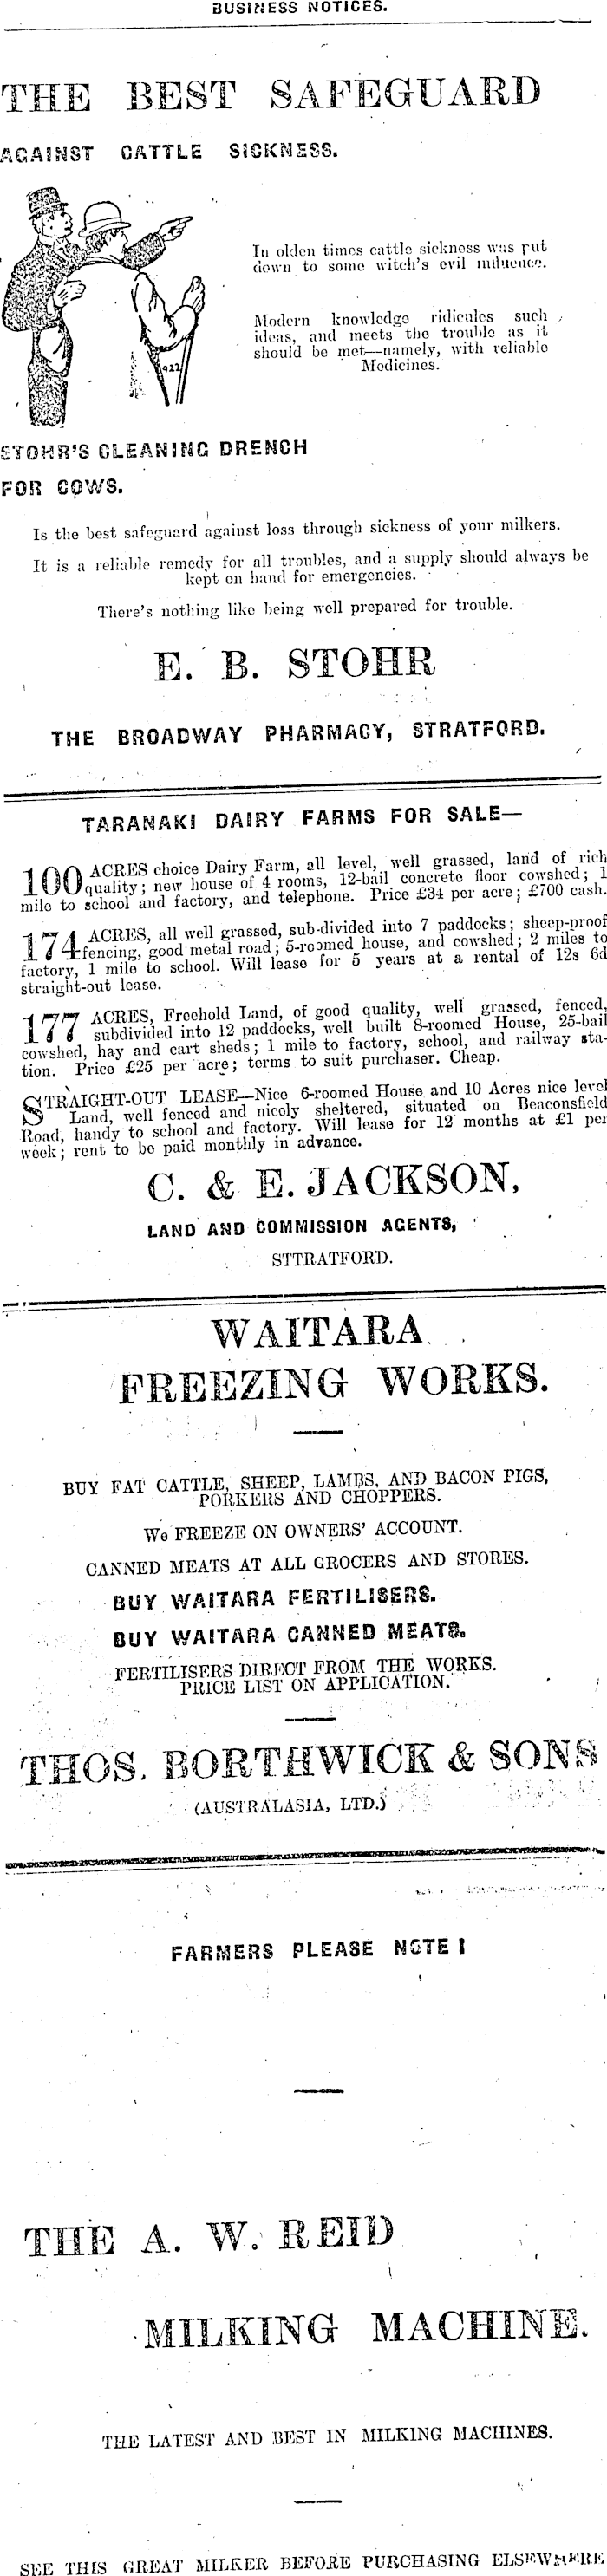 BUSINESS NOTICES.
THE BEST SAFEGUARD
AGAINST CATTLE SICKNESS.
In olden times cattle sickness was put
down to some witch's evil influence.
Modern knowledge ridicules such
ideas, and meets the trouble as it
should be met—namely, with reliable
Medicines.
922
STOHR'S CLEANING DRENCH
FOR COWS.
Is the best safeguard against loss through sickness of your milkers.
It is a reliable remedy for all troubles, and a supply should always be
kept on hand for emergencies.
There's nothing like being well prepared for trouble.
E. B. STOHR
THE BROADWAY PHARMACY, STRATFORD.
TARANAKI DAIRY FARMS FOR SALE—
100 ACRES choice Dairy Farm, all level, well grassed, land of rich
quality; new house of 4 rooms, 12-bail concrete floor cowshed; 1
mile to school and factory, and telephone. Price £34 per acre; £700 cash.
174 ACRES, all well grassed, sub-divided into 7 paddocks; sheep-proof
fencing, good metal road; 5-roomed house, and cowshed; 2 miles to
factory, 1 mile to school. Will lease for 5 years at a rental of 12s 6d
straight-out lease.
177 ACRES, Freehold Land, of good quality, well grassed, fenced,
subdivided into 12 paddocks, well built 8-roomed House, 25-bail
cowshed, hay and cart sheds; 1 mile to factory, school, and railway sta-
tion. Price £25 per acre; terms to suit purchaser. Cheap.
STRAIGHT-OUT LEASE—Nice 6-roomed House and 10 Acres nice level
Land, well fenced and nicely sheltered, situated on Beaconsfield
Road, handy to school and factory. Will lease for 12 months at £1 per
week; rent to be paid monthly in advance.
C. & E. JACKSON,
LAND AND COMMISSION AGENTS,
STTRATFORD.
WAITARA
FREEZING WORKS.
BUY FAT CATTLE, SHEEP, LAMBS, AND BACON PIGS,
PORKERS AND CHOPPERS.
We FREEZE ON OWNERS' ACCOUNT.
CANNED MEATS AT ALL GROCERS AND STORES.
BUY WAITARA FERTILISERS.
BUY WAITARA CANNED MEATS.
FERTILISERS DIRECT FROM THE WORKS.
PRICE LIST ON APPLICATION.
THOS. BORTHWICK & SONS
(AUSTRALASIA, LTD.)
FARMERS PLEASE NOTE!
THE A. W. REID
MILKING MACHINE.
THE LATEST AND BEST IN MILKING MACHINES.
SEE THIS GREAT MILKER BEFORE PURCHASING ELSEWHERE